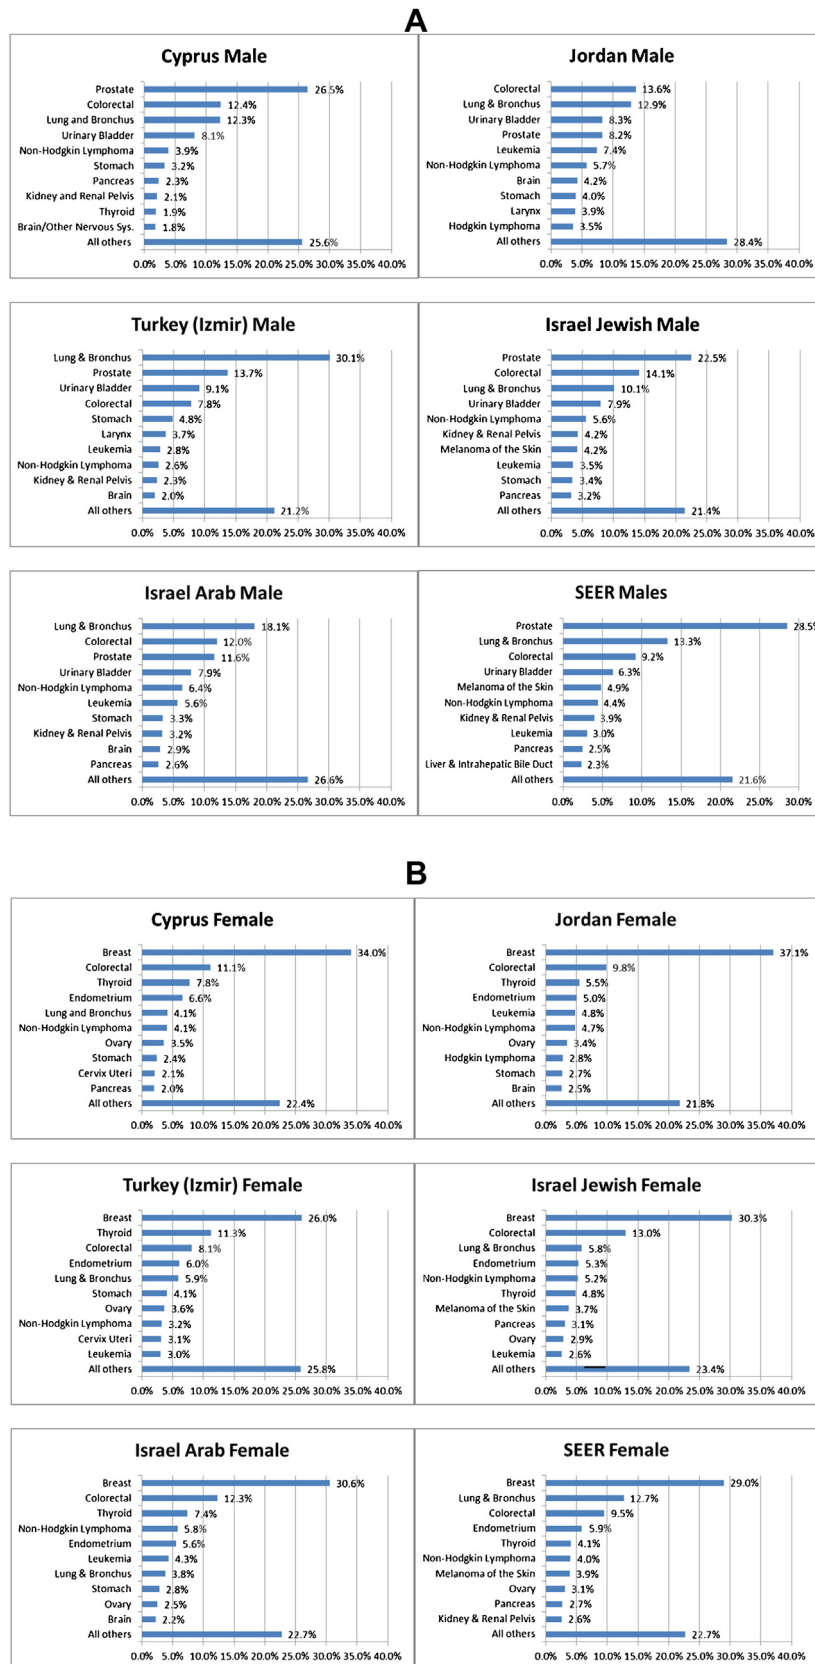 A
Cyprus Male
Prostate 26.5%
Colorectal 12.4%
Lung and Bronchus 12.3%
Urinary Bladder 8.1%
Non-Hodgkin Lymphoma 3.9%
Stomach 3.2%
Pancreas 2.3%
Kidney and Renal Pelvis 2.1%
Thyroid 1.9%
Brain/Other Nervous Sys. 1.8%
All others 25.6%
0.0% 5.0% 10.0% 15.0% 20.0% 25.0% 30.0% 35.0% 40.0%
Jordan Male
Colorectal 13.6%
Lung & Bronchus 12.9%
Urinary Bladder 8.3%
Prostate 8.2%
Leukemia 7.4%
Non-Hodgkin Lymphoma 5.7%
Brain 4.2%
Stomach 4.0%
Larynx 3.9%
Hodgkin Lymphoma 3.5%
All others 28.4%
0.0% 5.0% 10.0% 15.0% 20.0% 25.0% 30.0% 35.0% 40.0%
Turkey (Izmir) Male
Lung & Bronchus 30.1%
Prostate 13.7%
Urinary Bladder 9.1%
Colorectal 7.8%
Stomach 4.8%
Larynx 3.7%
Leukemia 2.8%
Non-Hodgkin Lymphoma 2.6%
Kidney & Renal Pelvis 2.3%
Brain 2.0%
All others 21.2%
0.0% 5.0% 10.0% 15.0% 20.0% 25.0% 30.0% 35.0% 40.0%
Israel Jewish Male
Prostate 22.5%
Colorectal 14.1%
Lung & Bronchus 10.1%
Urinary Bladder 7.9%
Non-Hodgkin Lymphoma 5.6%
Kidney & Renal Pelvis 4.2%
Melanoma of the Skin 4.2%
Leukemia 3.5%
Stomach 3.4%
Pancreas 3.2%
All others 21.4%
0.0% 5.0% 10.0% 15.0% 20.0% 25.0% 30.0% 35.0% 40.0%
Israel Arab Male
Lung & Bronchus 18.1%
Colorectal 12.0%
Prostate 11.6%
Urinary Bladder 7.9%
Non-Hodgkin Lymphoma 6.4%
Leukemia 5.6%
Stomach 3.3%
Kidney & Renal Pelvis 3.2%
Brain 2.9%
Pancreas 2.6%
All others 26.6%
0.0% 5.0% 10.0% 15.0% 20.0% 25.0% 30.0% 35.0% 40.0%
SEER Males
Prostate 28.5%
Lung & Bronchus 13.3%
Colorectal 9.2%
Urinary Bladder 6.3%
Melanoma of the Skin 4.9%
Non-Hodgkin Lymphoma 4.4%
Kidney & Renal Pelvis 3.9%
Leukemia 3.0%
Pancreas 2.5%
Liver & Intrahepatic Bile Duct 2.3%
All others 21.6%
0.0% 5.0% 10.0% 15.0% 20.0% 25.0% 30.0%
B
Cyprus Female
Breast 34.0%
Colorectal 11.1%
Thyroid 7.8%
Endometrium 6.6%
Lung and Bronchus 4.1%
Non-Hodgkin Lymphoma 4.1%
Ovary 3.5%
Stomach 2.4%
Cervix Uteri 2.1%
Pancreas 2.0%
All others 22.4%
0.0% 5.0% 10.0% 15.0% 20.0% 25.0% 30.0% 35.0% 40.0%
Jordan Female
Breast 37.1%
Colorectal 9.8%
Thyroid 5.5%
Endometrium 5.0%
Leukemia 4.8%
Non-Hodgkin Lymphoma 4.7%
Ovary 3.4%
Hodgkin Lymphoma 2.8%
Stomach 2.7%
Brain 2.5%
All others 21.8%
0.0% 5.0% 10.0% 15.0% 20.0% 25.0% 30.0% 35.0% 40.0%
Turkey (Izmir) Female
Breast 26.0%
Thyroid 11.3%
Colorectal 8.1%
Endometrium 6.0%
Lung & Bronchus 5.9%
Stomach 4.1%
Ovary 3.6%
Non-Hodgkin Lymphoma 3.2%
Cervix Uteri 3.1%
Leukemia 3.0%
All others 25.8%
0.0% 5.0% 10.0% 15.0% 20.0% 25.0% 30.0% 35.0% 40.0%
Israel Jewish Female
Breast 30.3%
Colorectal 13.0%
Lung & Bronchus 5.8%
Endometrium 5.3%
Non-Hodgkin Lymphoma 5.2%
Thyroid 4.8%
Melanoma of the Skin 3.7%
Pancreas 3.1%
Ovary 2.9%
Leukemia 2.6%
All others 23.4%
0.0% 5.0% 10.0% 15.0% 20.0% 25.0% 30.0% 35.0% 40.0%
Israel Arab Female
Breast 30.6%
Colorectal 12.3%
Thyroid 7.4%
Non-Hodgkin Lymphoma 5.8%
Endometrium 5.6%
Leukemia 4.3%
Lung & Bronchus 3.8%
Stomach 2.8%
Ovary 2.5%
Brain 2.2%
All others 22.7%
0.0% 5.0% 10.0% 15.0% 20.0% 25.0% 30.0% 35.0% 40.0%
SEER Female
Breast 29.0%
Lung & Bronchus 12.7%
Colorectal 9.5%
Endometrium 5.9%
Thyroid 4.1%
Non-Hodgkin Lymphoma 4.0%
Melanoma of the Skin 3.9%
Ovary 3.1%
Pancreas 2.7%
Kidney & Renal Pelvis 2.6%
All others 22.7%
0.0% 5.0% 10.0% 15.0% 20.0% 25.0% 30.0% 35.0% 40.0%